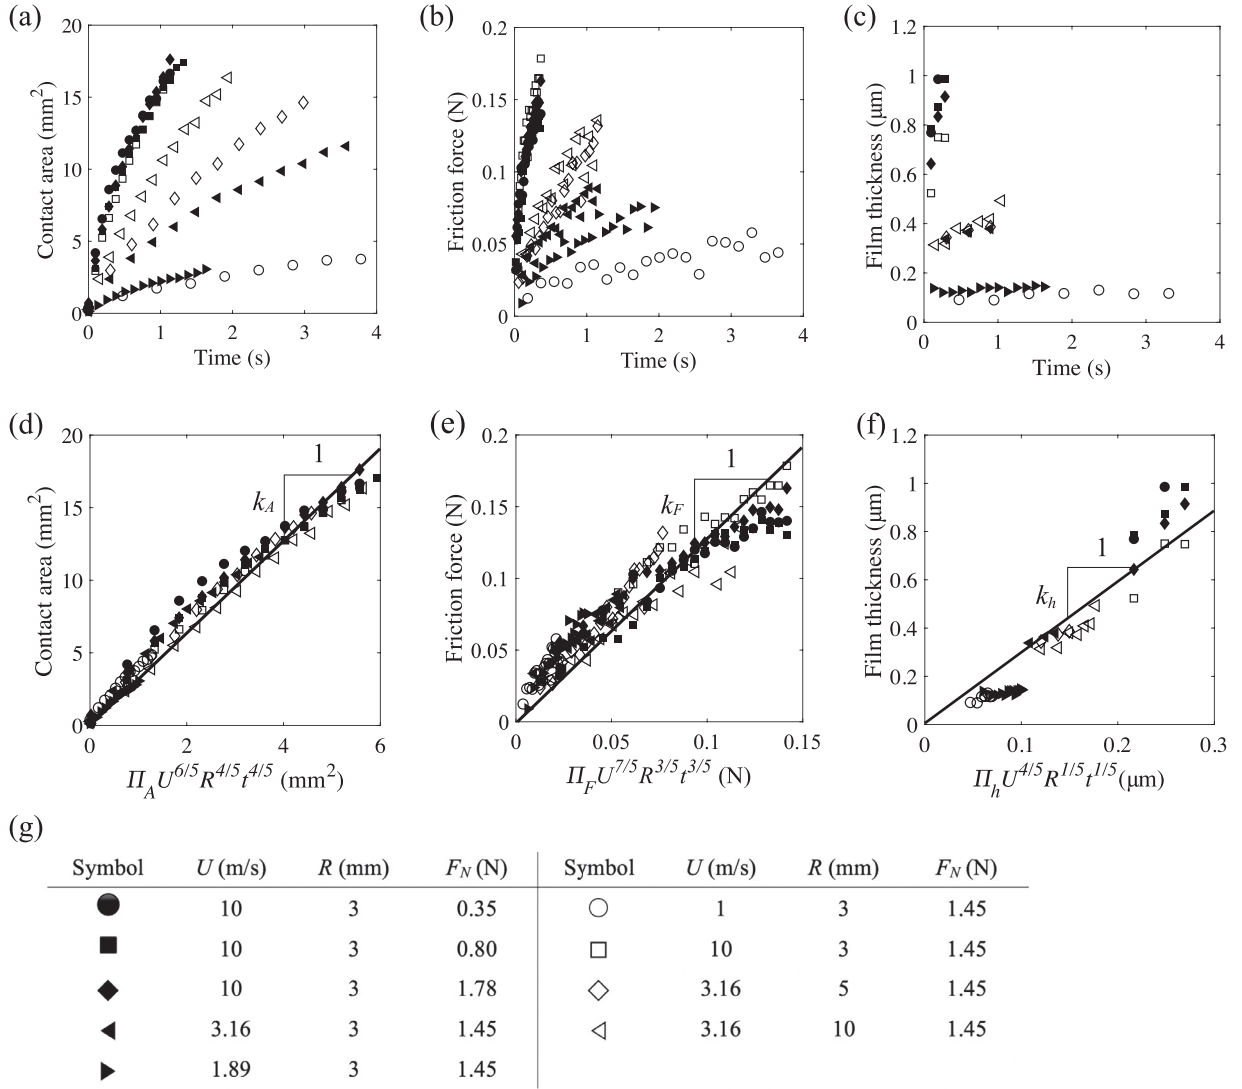 (a) (b) (c)
20
15
10
5
0
Contact area (mm²)
0 1 2 3 4
Time (s)
0.2
0.15
0.1
0.05
0
Friction force (N)
0 1 2 3 4
Time (s)
1.2
1
0.8
0.6
0.4
0.2
0
Film thickness (μm)
0 1 2 3 4
Time (s)
(d) (e) (f)
20
15
10
5
0
Contact area (mm²)
1
k_A
0 2 4 6
Π_A U^6/5 R^4/5 t^4/5 (mm²)
0.2
0.15
0.1
0.05
0
Friction force (N)
1
k_F
0 0.05 0.1 0.15
Π_F U^7/5 R^3/5 t^3/5 (N)
1.2
1
0.8
0.6
0.4
0.2
0
Film thickness (μm)
1
k_h
0 0.1 0.2 0.3
Π_h U^4/5 R^1/5 t^1/5 (μm)
(g)
Symbol U (m/s) R (mm) F_N (N) Symbol U (m/s) R (mm) F_N (N)
● 10 3 0.35 ○ 1 3 1.45
■ 10 3 0.80 □ 10 3 1.45
◆ 10 3 1.78 ◇ 3.16 5 1.45
◀ 3.16 3 1.45 ◁ 3.16 10 1.45
▶ 1.89 3 1.45